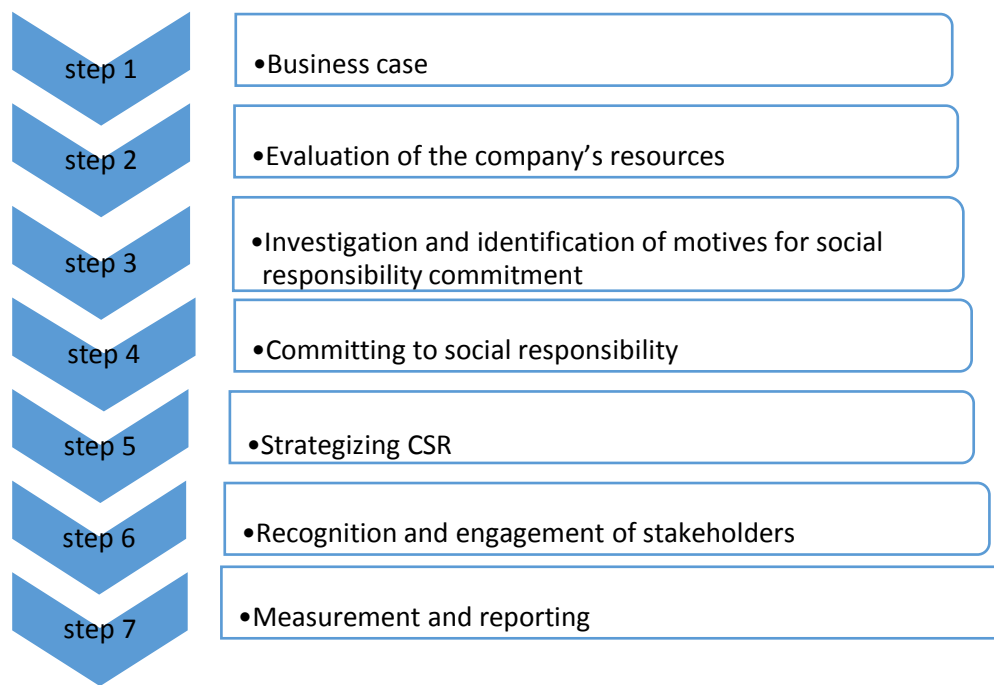 step 1
•Business case
step 2
•Evaluation of the company’s resources
step 3
•Investigation and identification of motives for social
responsibility commitment
step 4
•Committing to social responsibility
step 5
•Strategizing CSR
step 6
•Recognition and engagement of stakeholders
step 7
•Measurement and reporting